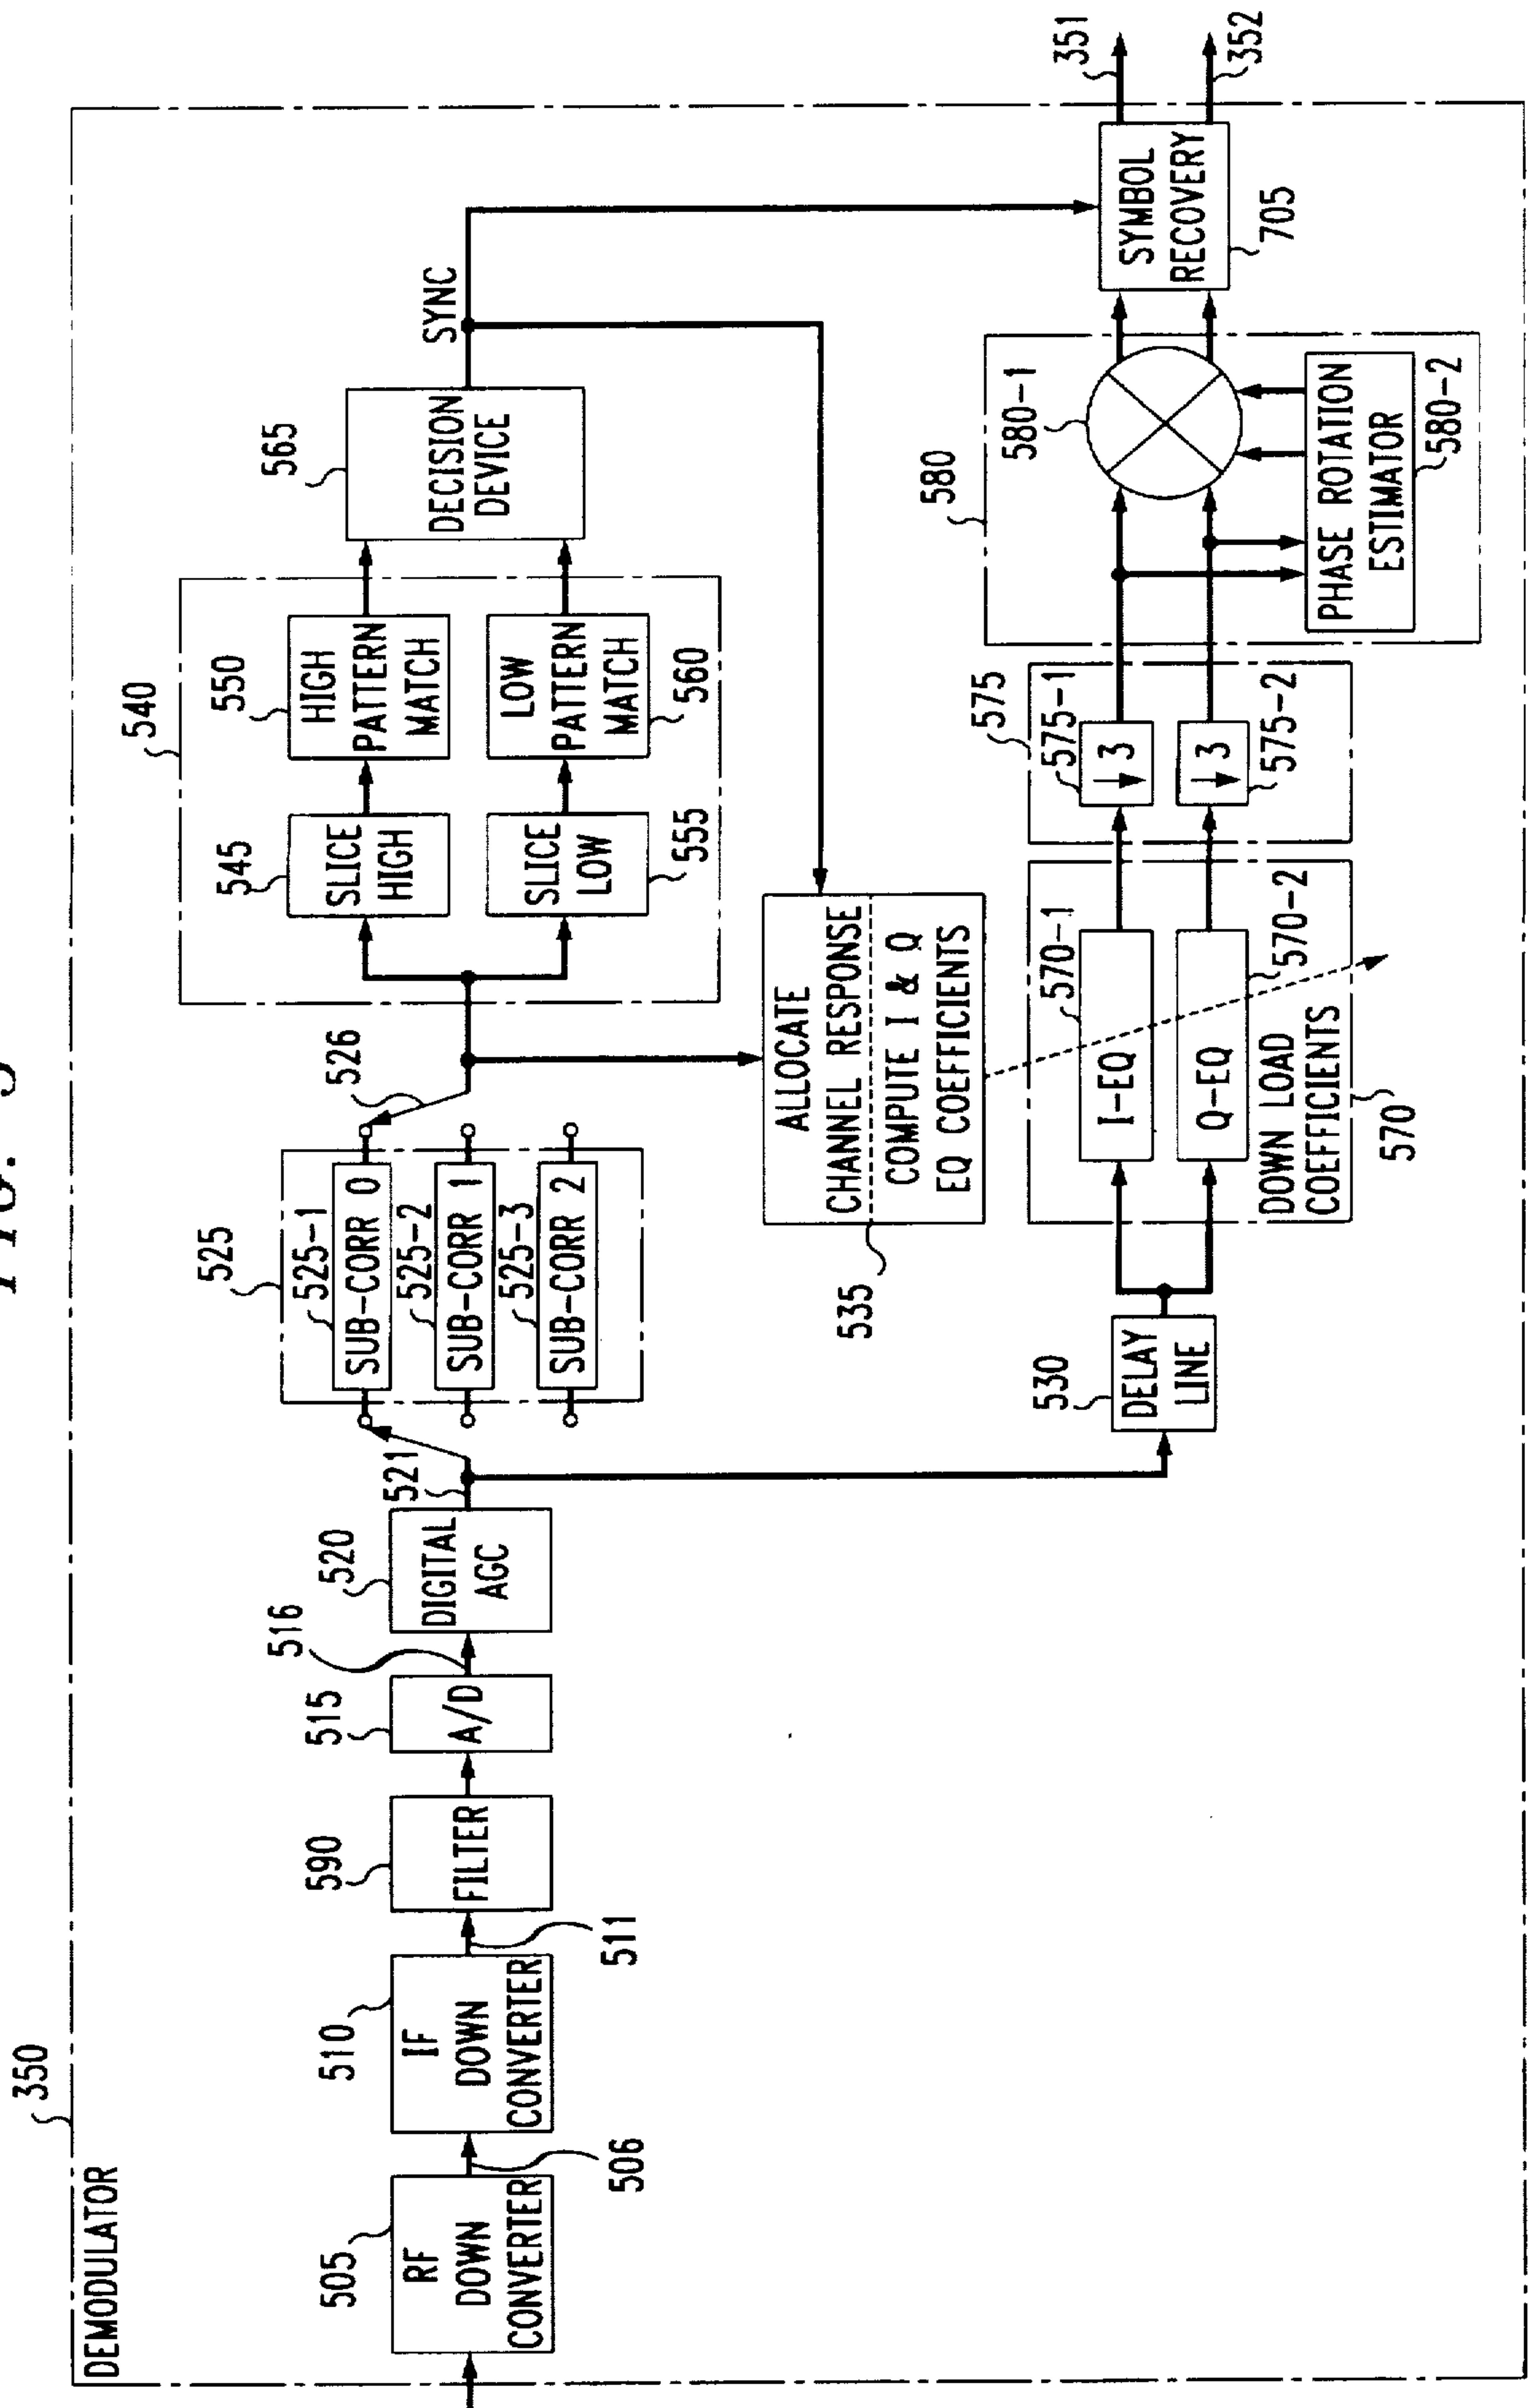 FIG. 5
DEMODULATOR
350
505
RF
DOWN
CONVERTER
506
510
IF
DOWN
CONVERTER
511
590
FILTER
515
A/D
516
520
DIGITAL
AGC
521
525
525-1
SUB-CORR 0
525-2
SUB-CORR 1
525-3
SUB-CORR 2
526
540
545
SLICE
HIGH
550
HIGH
PATTERN
MATCH
SLICE
LOW
555
LOW
PATTERN
MATCH
560
565
DECISION
DEVICE
SYNC
ALLOCATE
CHANNEL RESPONSE
COMPUTE I & Q
EQ COEFFICIENTS
535
530
DELAY
LINE
570-1
I-EQ
Q-EQ
570-2
DOWN LOAD
COEFFICIENTS
570
575
575-1
↓ 3
↓ 3
575-2
580
580-1
PHASE ROTATION
ESTIMATOR
580-2
SYMBOL
RECOVERY
705
351
352